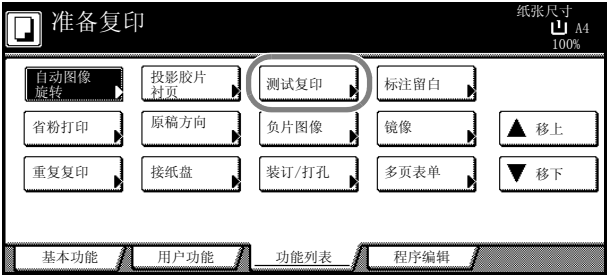 准备复印
纸张尺寸
A4
100%
自动图像
旋转
投影胶片
衬页
测试复印
标注留白
省粉打印
原稿方向
负片图像
镜像
移上
重复复印
接纸盘
装订/打孔
多页表单
移下
基本功能
用户功能
功能列表
程序编辑